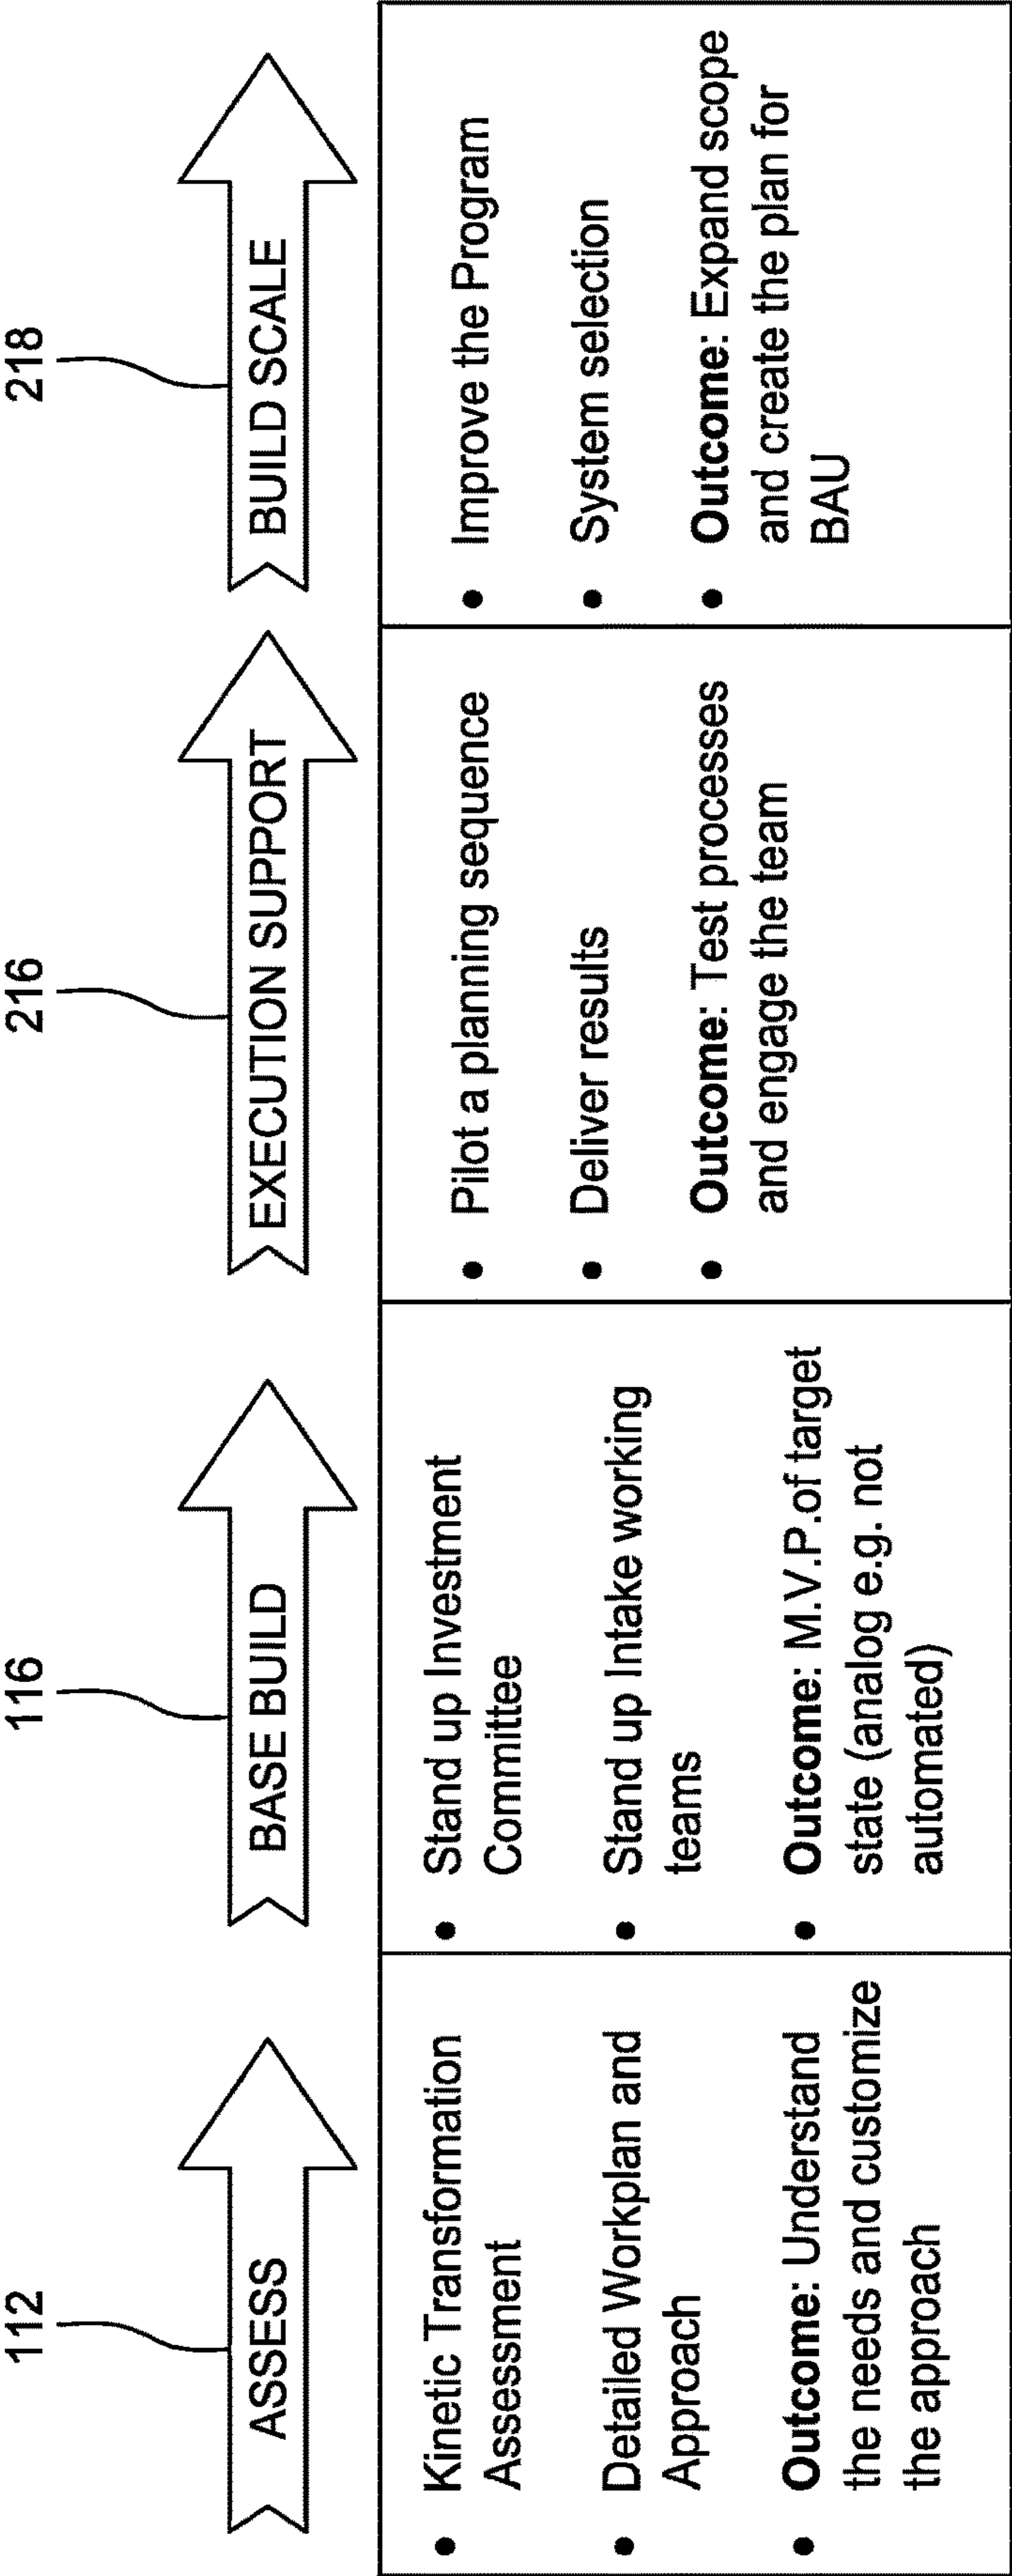 112
ASSESS
• Kinetic Transformation
Assessment
• Detailed Workplan and
Approach
• Outcome: Understand
the needs and customize
the approach
116
BASE BUILD
• Stand up Investment
Committee
• Stand up Intake working
teams
• Outcome: M.V.P.of target
state (analog e.g. not
automated)
216
EXECUTION SUPPORT
• Pilot a planning sequence
• Deliver results
• Outcome: Test processes
and engage the team
218
BUILD SCALE
• Improve the Program
• System selection
• Outcome: Expand scope
and create the plan for
BAU